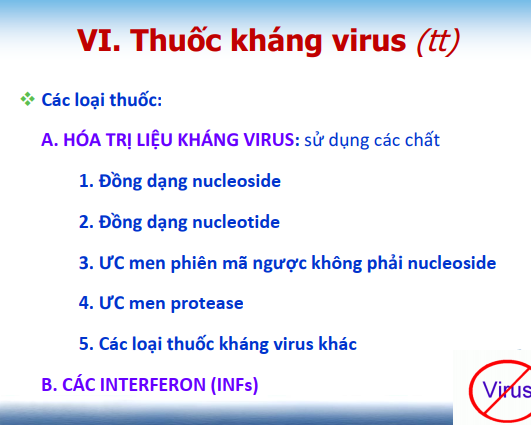 VI. Thuốc kháng virus (tt)
❖ Các loại thuốc:
A. HÓA TRỊ LIỆU KHÁNG VIRUS: sử dụng các chất
1. Đồng dạng nucleoside
2. Đồng dạng nucleotide
3. ƯC men phiên mã ngược không phải nucleoside
4. ƯC men protease
5. Các loại thuốc kháng virus khác
B. CÁC INTERFERON (INFs)
Virus